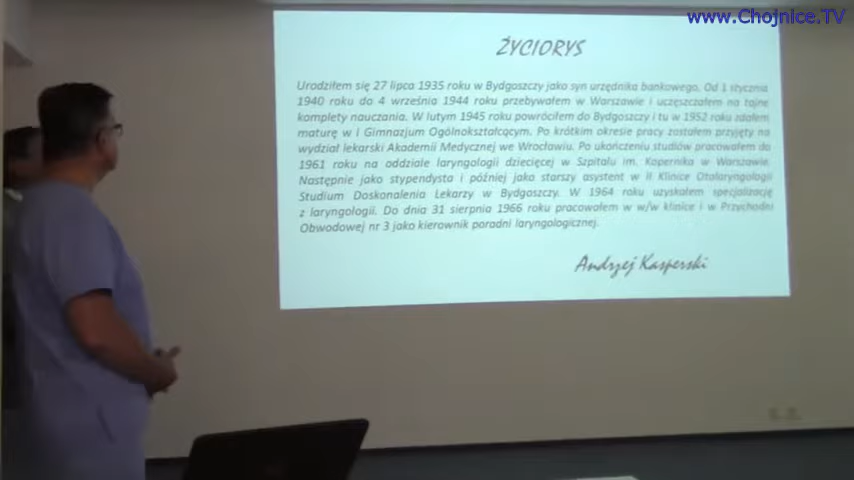 www.Chojnice.TV
ŻYCIORYS
Urodziłem się 27 lipca 1935 roku w Bydgoszczy jako syn urzędnika bankowego. Od 1 stycznia
1940 roku do 4 września 1944 roku przebywałem w Warszawie i uczęszczałem na tajne
komplety nauczania. W lutym 1945 roku powróciłem do Bydgoszczy i tu w 1952 roku zdałem
maturę w I Gimnazjum Ogólnokształcącym. Po krótkim okresie pracy zostałem przyjęty na
wydział lekarski Akademii Medycznej we Wrocławiu. Po ukończeniu studiów pracowałem do
1961 roku na oddziale laryngologii dziecięcej w Szpitalu im. Kopernika w Warszawie.
Następnie jako stypendysta i później jako starszy asystent w II Klinice Otolaryngologii
Studium Doskonalenia Lekarzy w Bydgoszczy. W 1964 roku uzyskałem specjalizację
z laryngologii. Do dnia 31 sierpnia 1966 roku pracowałem w w/w klinice i w Przychodni
Obwodowej nr 3 jako kierownik poradni laryngologicznej.
Andrzej Kasperski